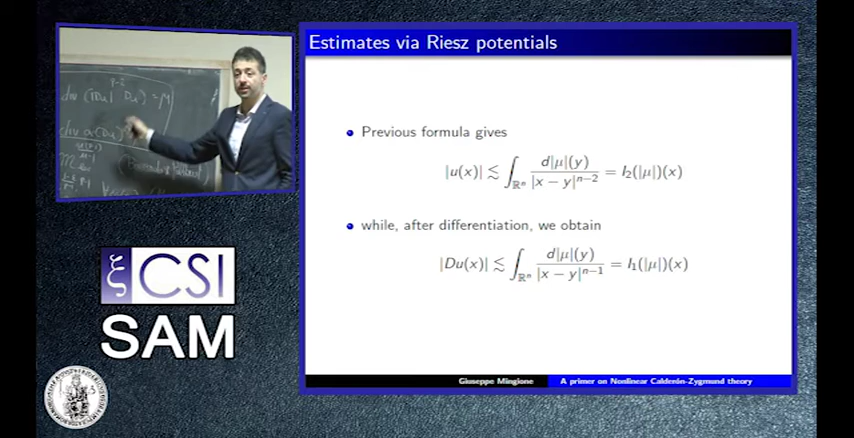 Estimates via Riesz potentials
Previous formula gives
|u(x)| ≲ ∫_{ℝⁿ} d|μ|(y) / |x − y|^{n−2} = I₂(|μ|)(x)
while, after differentiation, we obtain
|Du(x)| ≲ ∫_{ℝⁿ} d|μ|(y) / |x − y|^{n−1} = I₁(|μ|)(x)
Giuseppe Mingione A primer on Nonlinear Calderón-Zygmund theory
ξ CSI
SAM